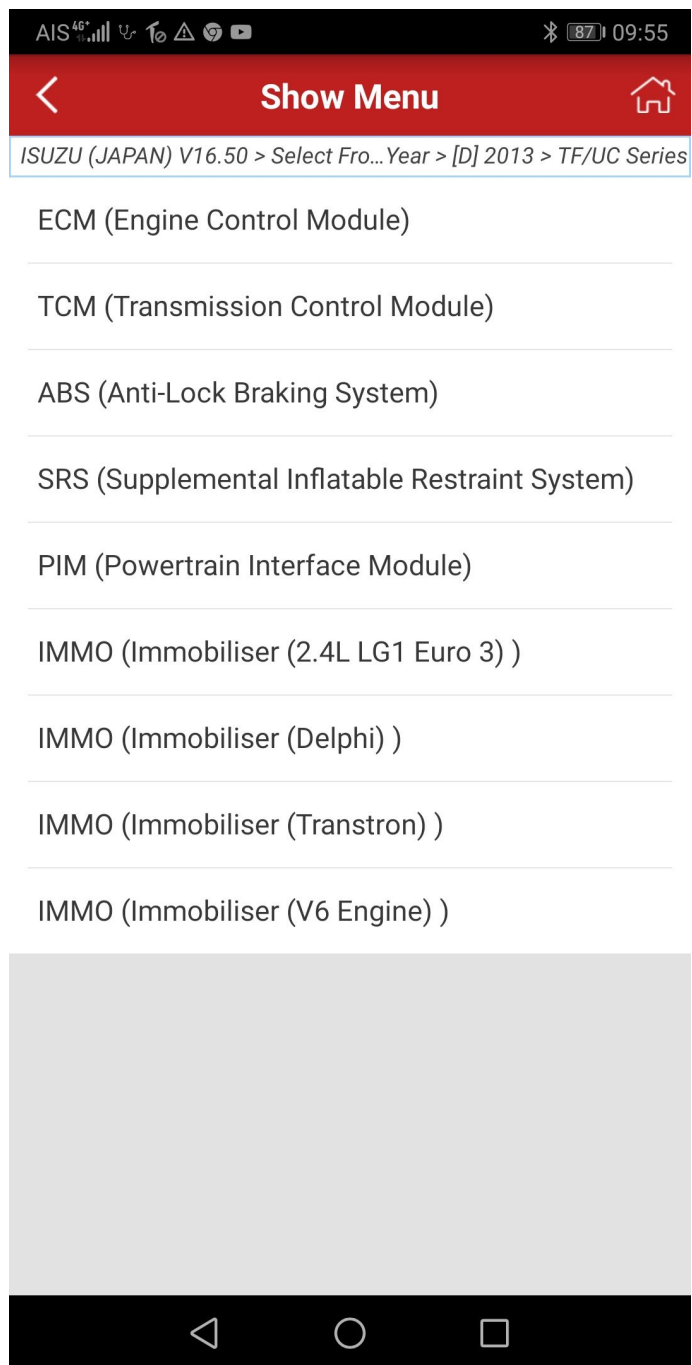 AIS 4G+ 87 09:55
Show Menu
ISUZU (JAPAN) V16.50 > Select Fro...Year > [D] 2013 > TF/UC Series
ECM (Engine Control Module)
TCM (Transmission Control Module)
ABS (Anti-Lock Braking System)
SRS (Supplemental Inflatable Restraint System)
PIM (Powertrain Interface Module)
IMMO (Immobiliser (2.4L LG1 Euro 3) )
IMMO (Immobiliser (Delphi) )
IMMO (Immobiliser (Transtron) )
IMMO (Immobiliser (V6 Engine) )